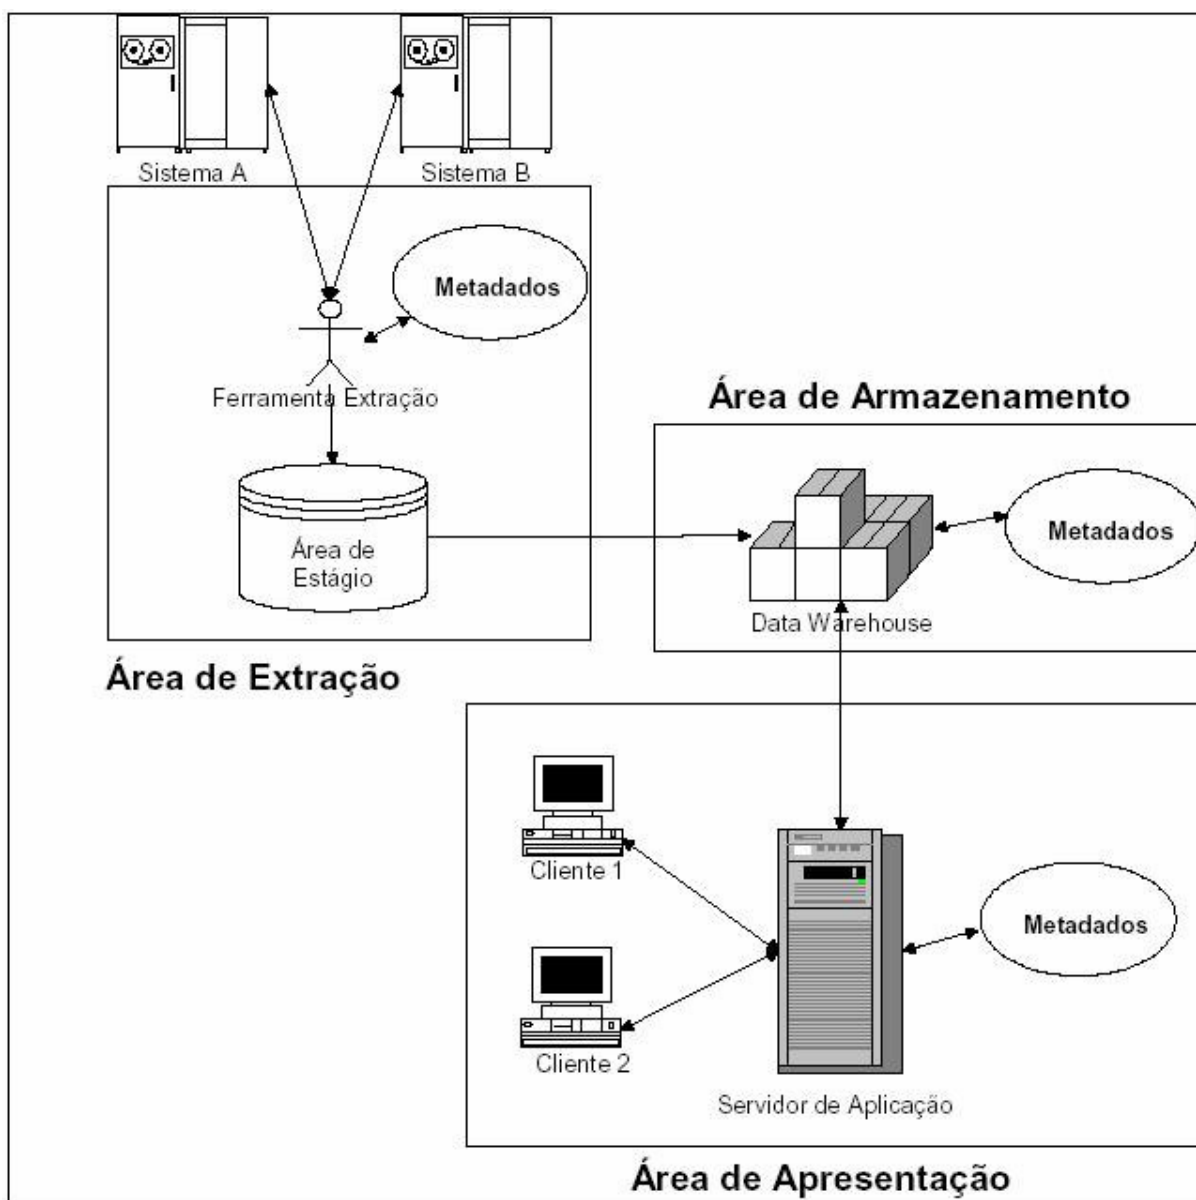 Sistema A
Sistema B
Metadados
Ferramenta Extração
Área de
Estágio
Área de Extração
Área de Armazenamento
Metadados
Data Warehouse
Cliente 1
Cliente 2
Metadados
Servidor de Aplicação
Área de Apresentação